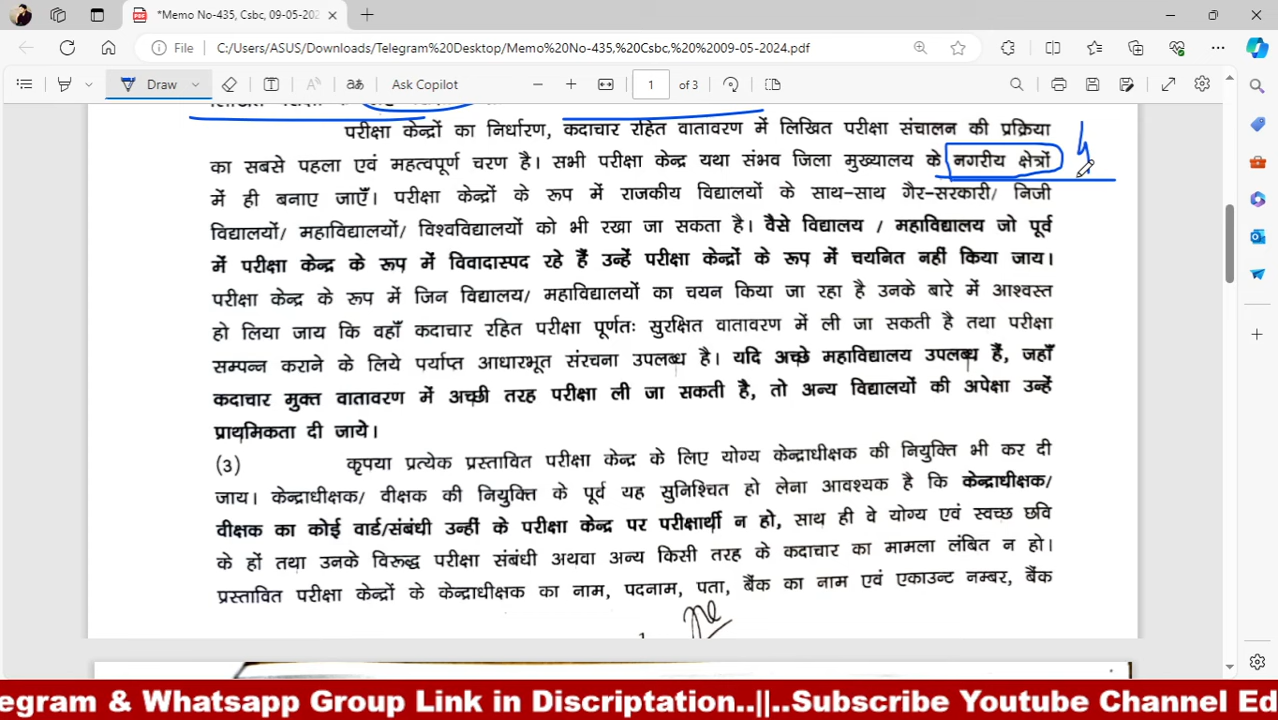 *Memo No-435, Csbc, 09-05-202
File C:/Users/ASUS/Downloads/Telegram%20Desktop/Memo%20No-435,%20Csbc,%20%2009-05-2024.pdf
Draw Ask Copilot 1 of 3
परीक्षा केन्द्रों का निर्धारण, कदाचार रहित वातावरण में लिखित परीक्षा संचालन की प्रक्रिया
का सबसे पहला एवं महत्वपूर्ण चरण है। सभी परीक्षा केन्द्र यथा संभव जिला मुख्यालय के नगरीय क्षेत्रों
में ही बनाए जाएँ। परीक्षा केन्द्रों के रूप में राजकीय विद्यालयों के साथ–साथ गैर–सरकारी/ निजी
विद्यालयों/ महाविद्यालयों/ विश्वविद्यालयों को भी रखा जा सकता है। वैसे विद्यालय / महाविद्यालय जो पूर्व
में परीक्षा केन्द्र के रूप में विवादास्पद रहे हैं उन्हें परीक्षा केन्द्रों के रूप में चयनित नहीं किया जाय।
परीक्षा केन्द्र के रूप में जिन विद्यालय/ महाविद्यालयों का चयन किया जा रहा है उनके बारे में आश्वस्त
हो लिया जाय कि वहाँ कदाचार रहित परीक्षा पूर्णतः सुरक्षित वातावरण में ली जा सकती है तथा परीक्षा
सम्पन्न कराने के लिये पर्याप्त आधारभूत संरचना उपलब्ध है। यदि अच्छे महाविद्यालय उपलब्ध हैं, जहाँ
कदाचार मुक्त वातावरण में अच्छी तरह परीक्षा ली जा सकती है, तो अन्य विद्यालयों की अपेक्षा उन्हें
प्राथमिकता दी जाये।
(3) कृपया प्रत्येक प्रस्तावित परीक्षा केन्द्र के लिए योग्य केन्द्राधीक्षक की नियुक्ति भी कर दी
जाय। केन्द्राधीक्षक/ वीक्षक की नियुक्ति के पूर्व यह सुनिश्चित हो लेना आवश्यक है कि केन्द्राधीक्षक/
वीक्षक का कोई वार्ड/संबंधी उन्हीं के परीक्षा केन्द्र पर परीक्षार्थी न हो, साथ ही वे योग्य एवं स्वच्छ छवि
के हों तथा उनके विरूद्ध परीक्षा संबंधी अथवा अन्य किसी तरह के कदाचार का मामला लंबित न हो।
प्रस्तावित परीक्षा केन्द्रों के केन्द्राधीक्षक का नाम, पदनाम, पता, बैंक का नाम एवं एकाउन्ट नम्बर, बैंक
elegram & Whatsapp Group Link in Discriptation..||..Subscribe Youtube Channel Ed